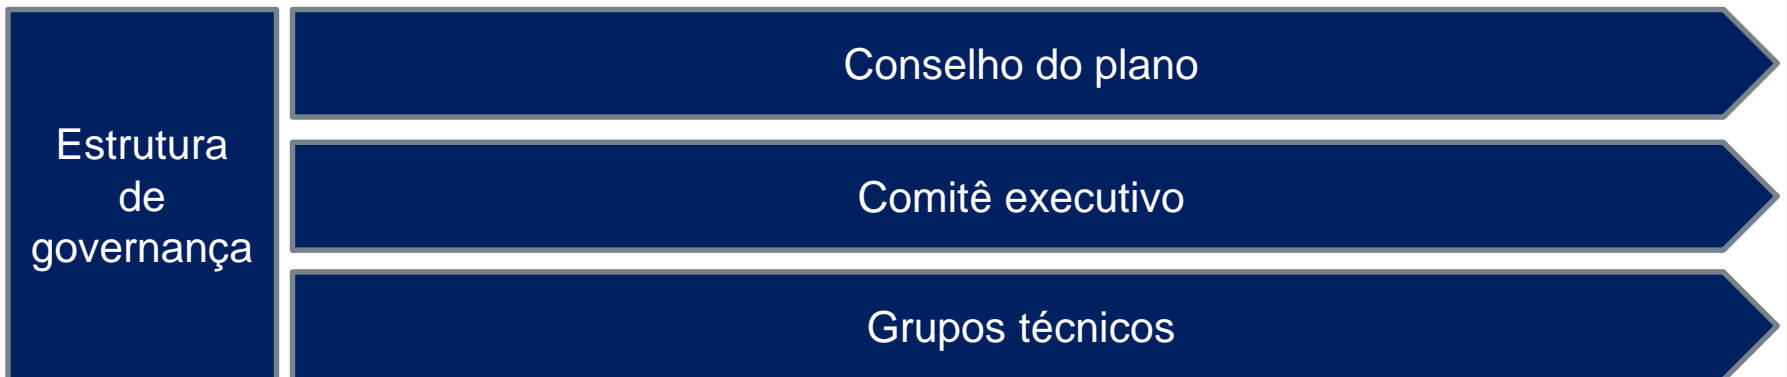 Estrutura
de
governança
Conselho do plano
Comitê executivo
Grupos técnicos